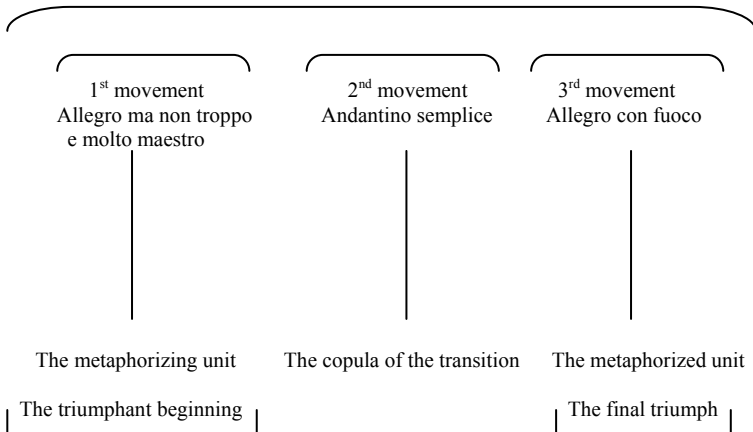 1st movement
Allegro ma non troppo
e molto maestro
2nd movement
Andantino semplice
3rd movement
Allegro con fuoco
The metaphorizing unit
The copula of the transition
The metaphorized unit
The triumphant beginning
The final triumph